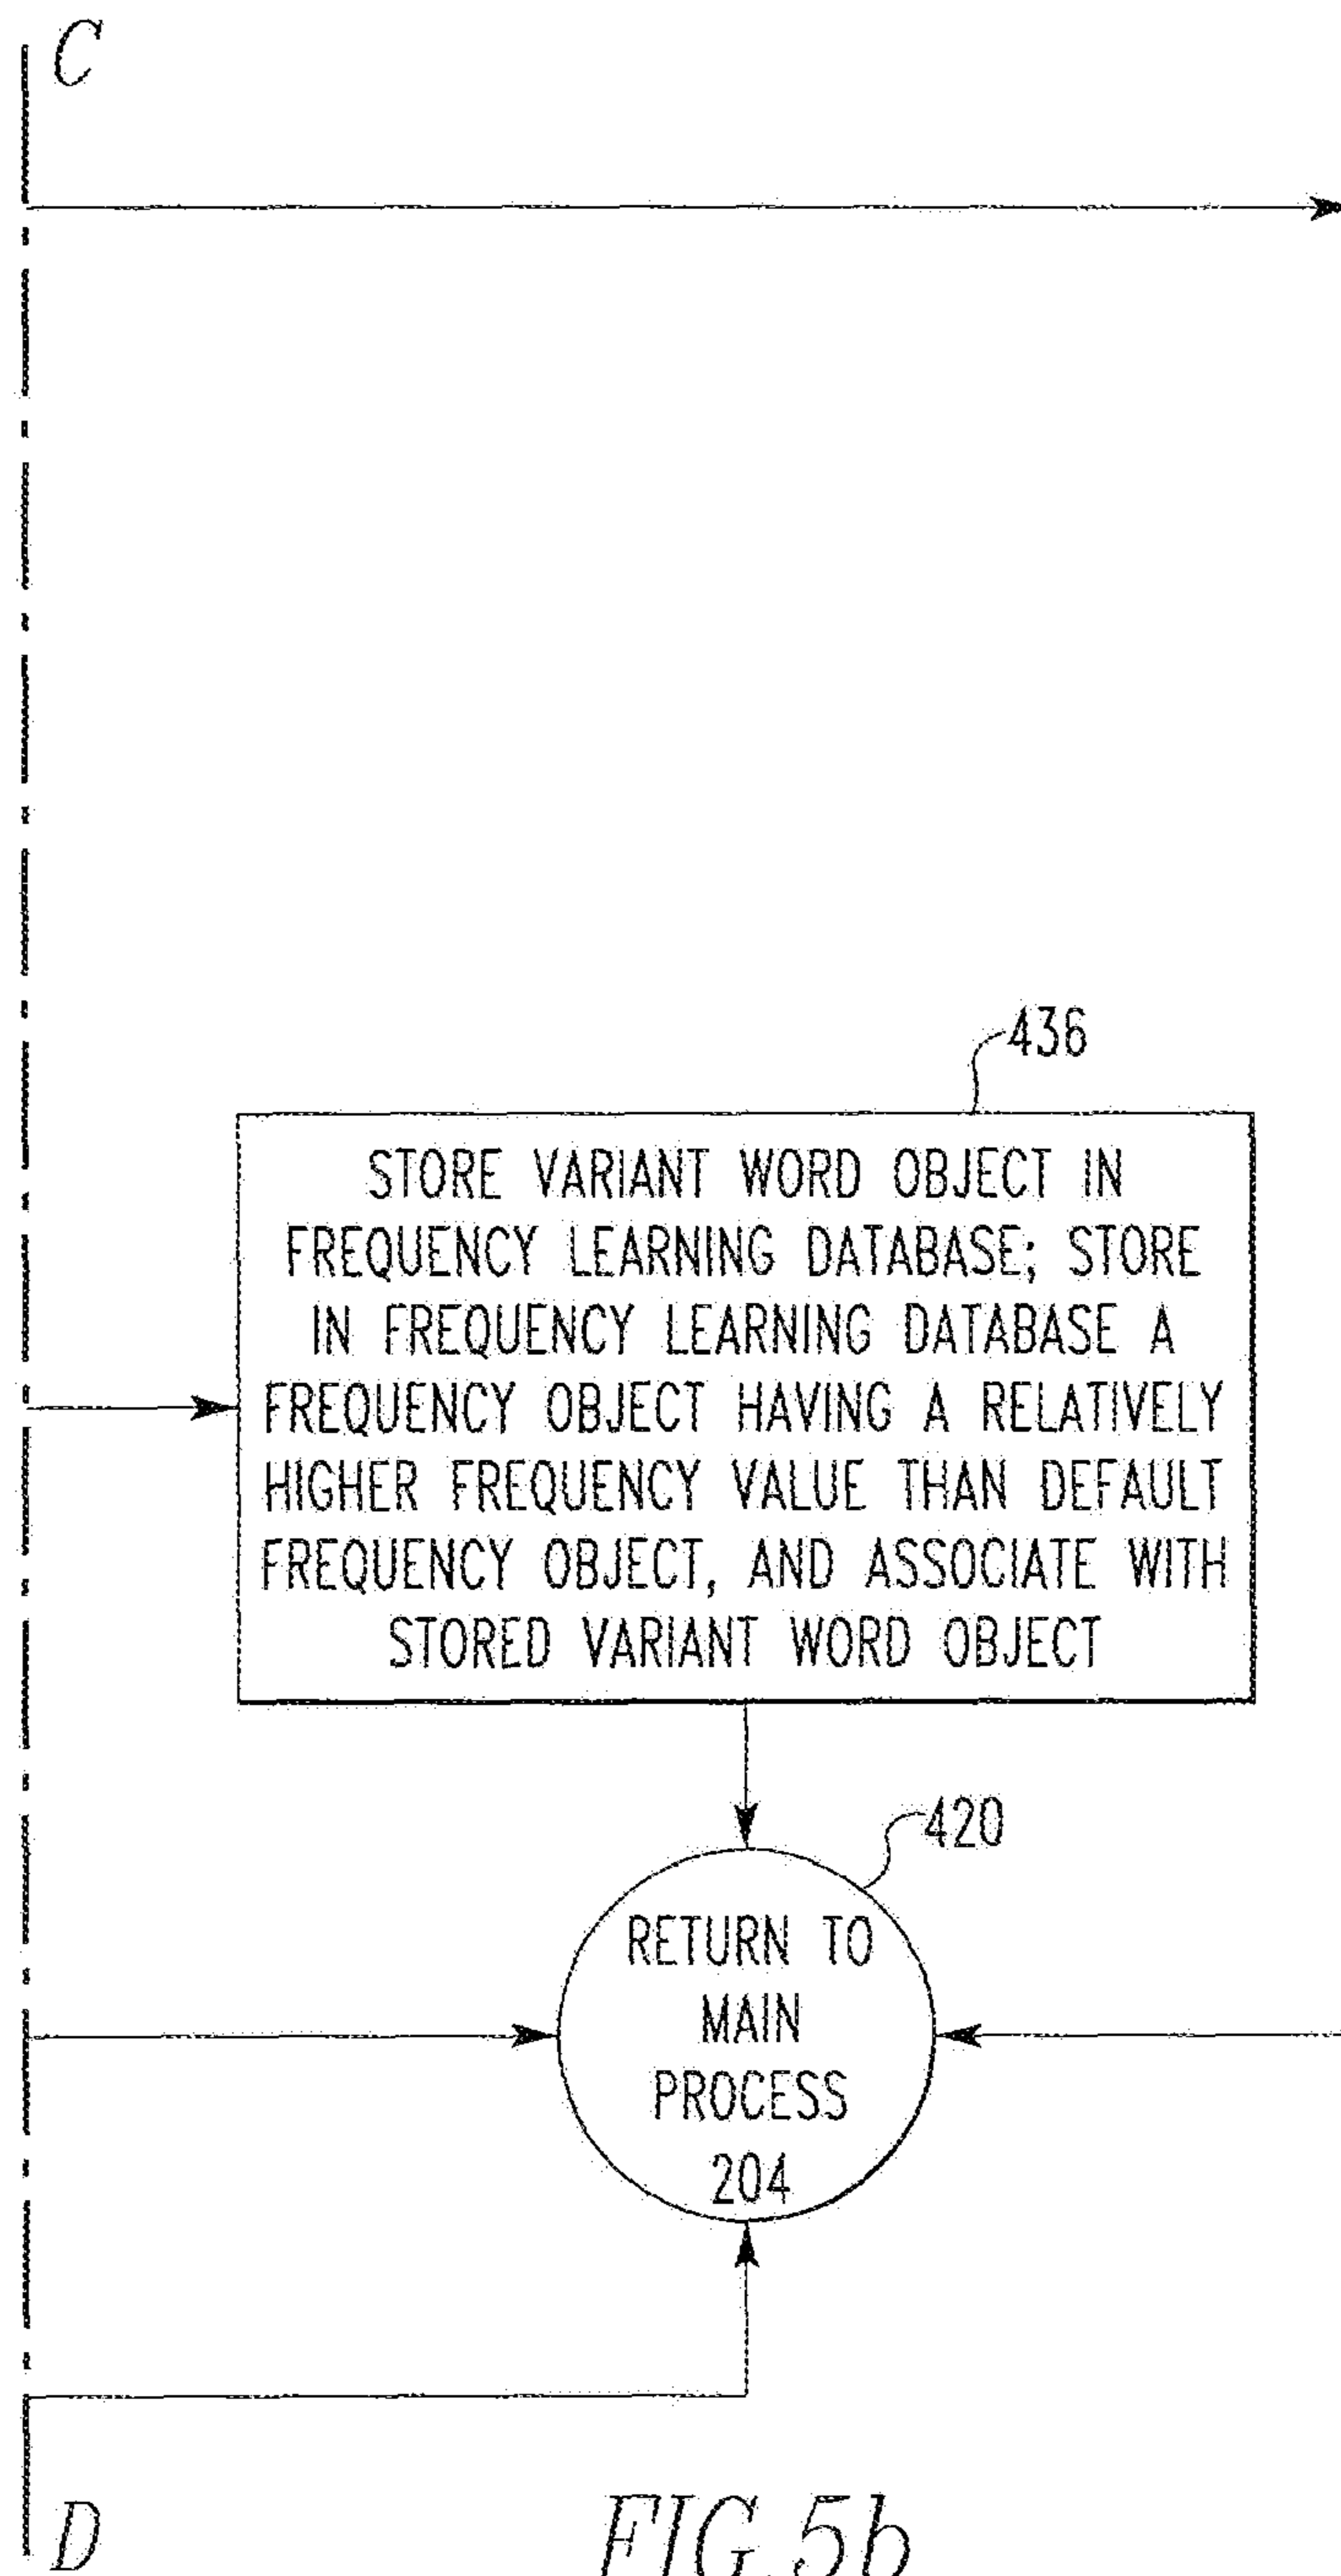 C
436
STORE VARIANT WORD OBJECT IN
FREQUENCY LEARNING DATABASE; STORE
IN FREQUENCY LEARNING DATABASE A
FREQUENCY OBJECT HAVING A RELATIVELY
HIGHER FREQUENCY VALUE THAN DEFAULT
FREQUENCY OBJECT, AND ASSOCIATE WITH
STORED VARIANT WORD OBJECT
420
RETURN TO
MAIN
PROCESS
204
D
FIG. 5b